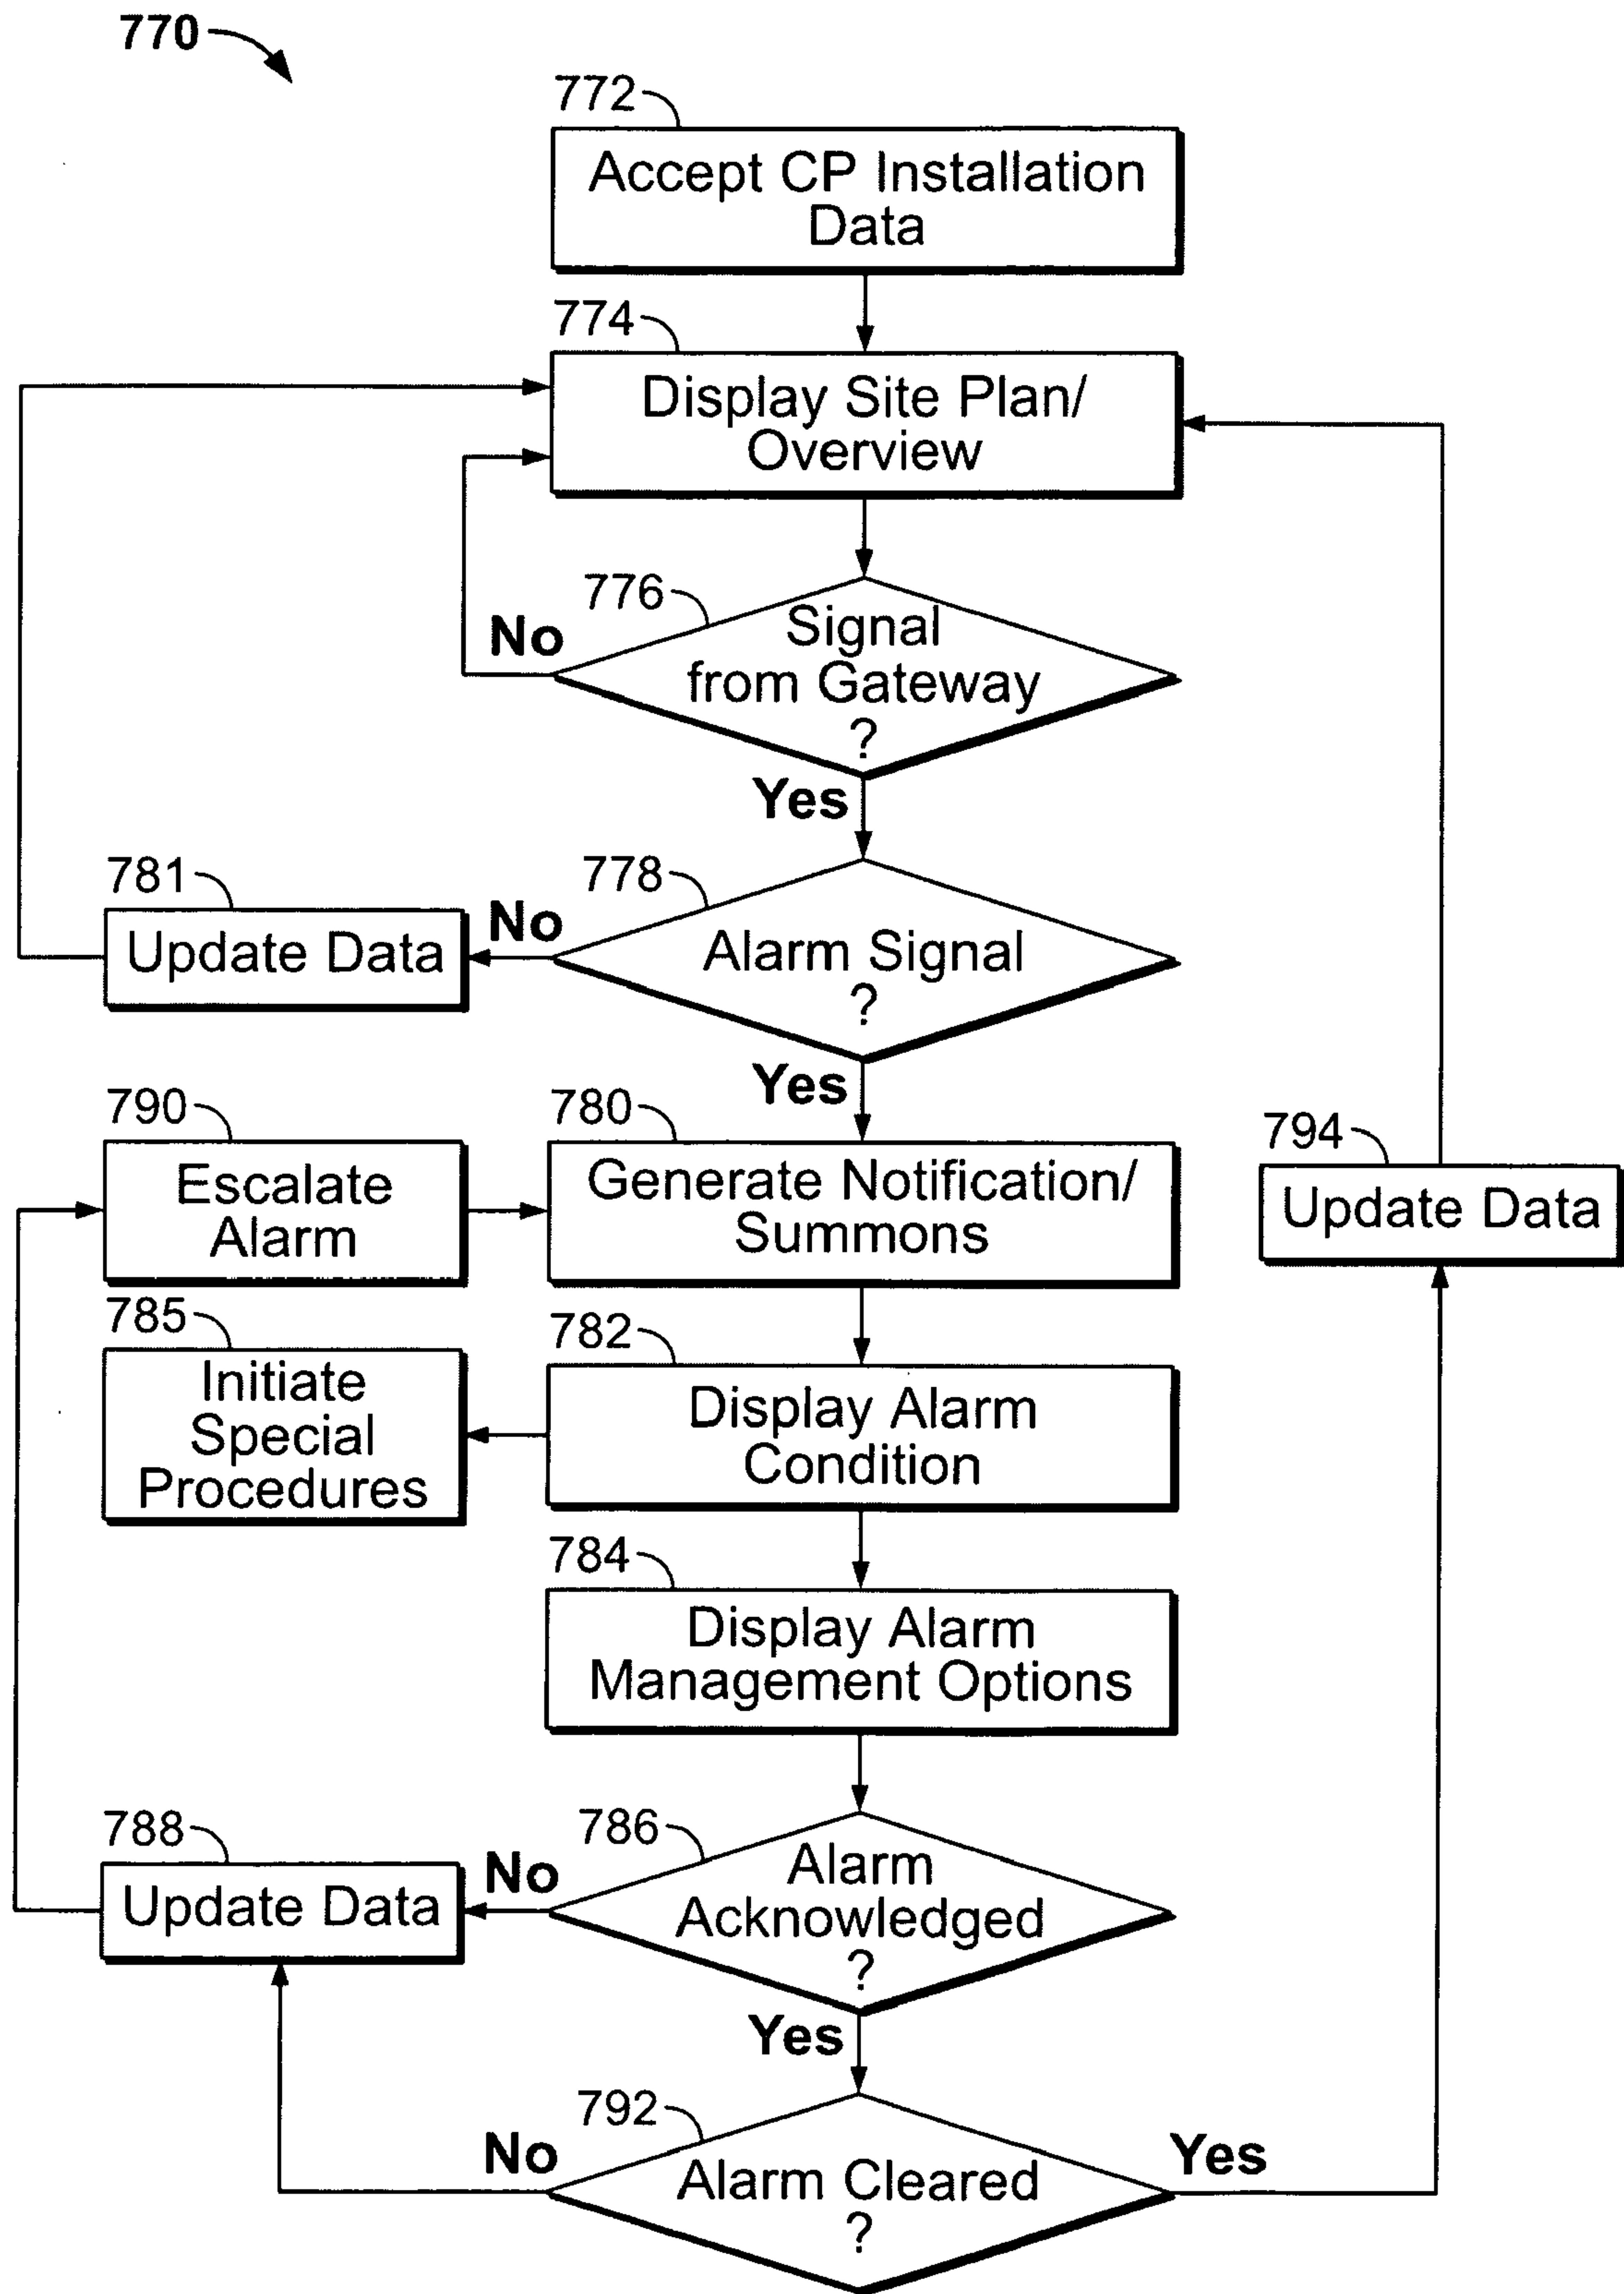 770
772
Accept CP Installation
Data
774
Display Site Plan/
Overview
776
Signal
from Gateway
?
No
Yes
781
Update Data
No
778
Alarm Signal
?
Yes
790
Escalate
Alarm
780
Generate Notification/
Summons
794
Update Data
785
Initiate
Special
Procedures
782
Display Alarm
Condition
784
Display Alarm
Management Options
788
Update Data
No
786
Alarm
Acknowledged
?
Yes
792
No
Alarm Cleared
?
Yes